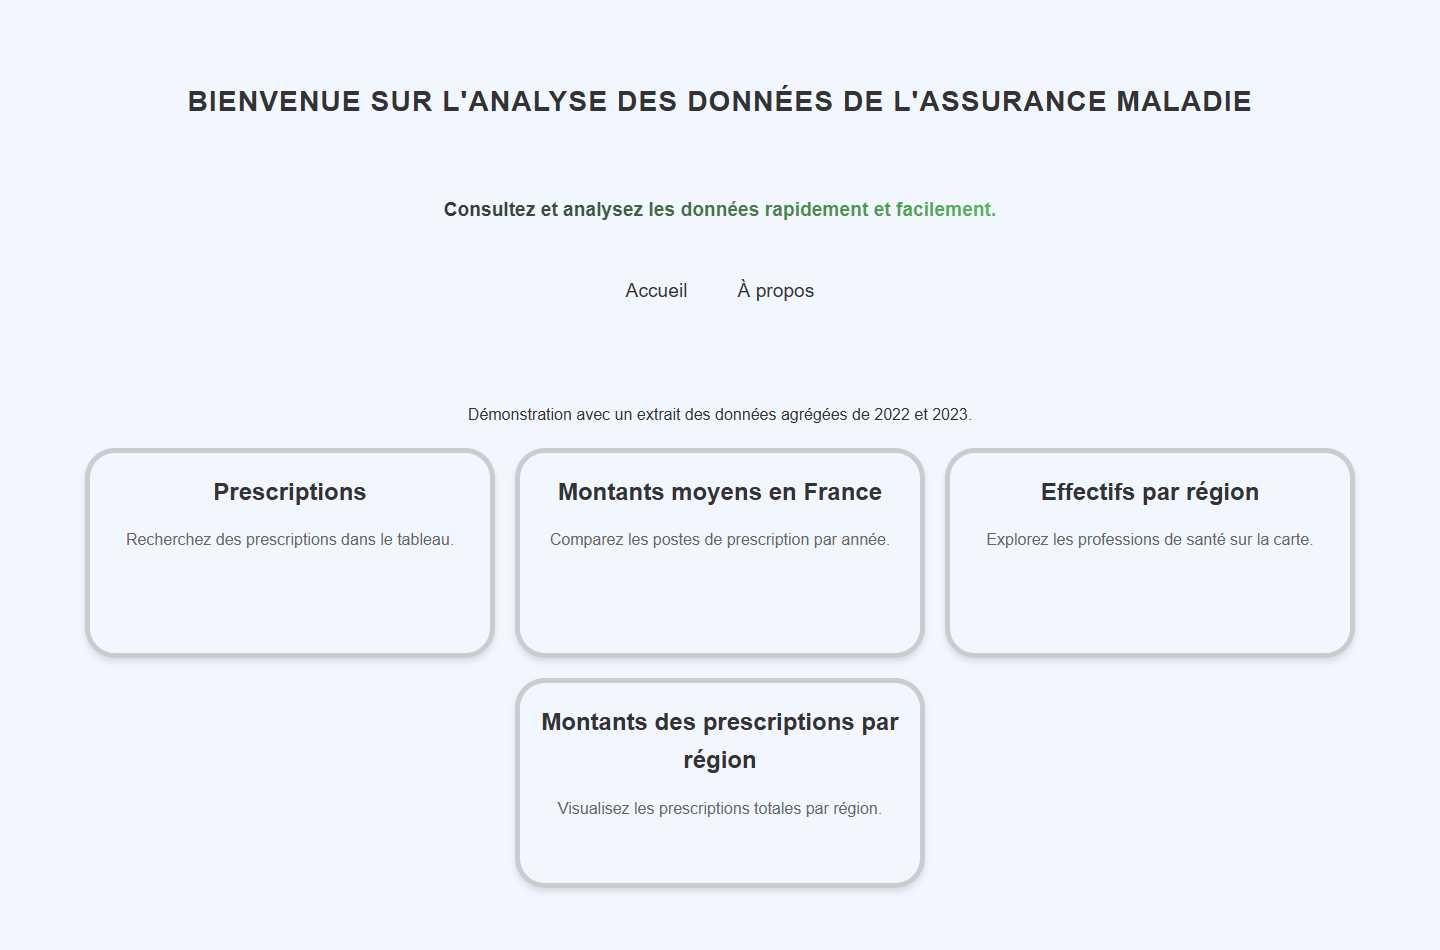 BIENVENUE SUR L'ANALYSE DES DONNÉES DE L'ASSURANCE MALADIE
Consultez et analysez les données rapidement et facilement.
Accueil
À propos
Démonstration avec un extrait des données agrégées de 2022 et 2023.
Prescriptions
Recherchez des prescriptions dans le tableau.
Montants moyens en France
Comparez les postes de prescription par année.
Effectifs par région
Explorez les professions de santé sur la carte.
Montants des prescriptions par
région
Visualisez les prescriptions totales par région.